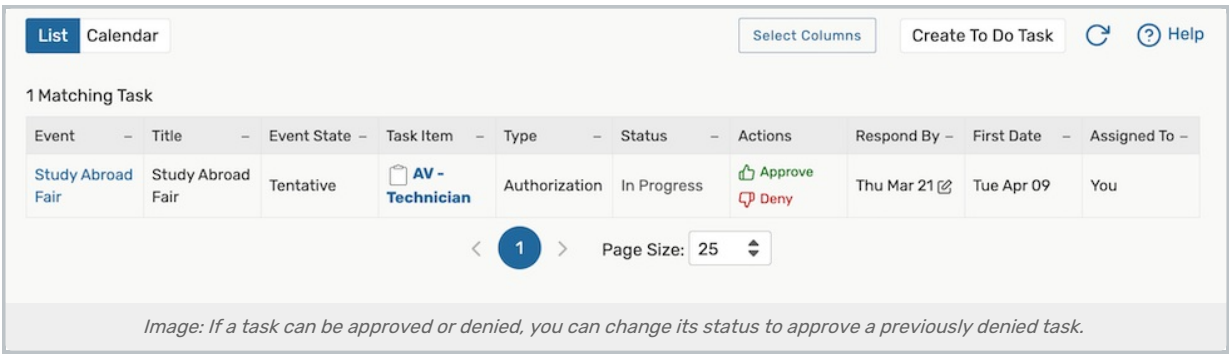 List Calendar Select Columns Create To Do Task Help
1 Matching Task
Event – Title – Event State – Task Item – Type – Status – Actions Respond By – First Date – Assigned To –
Study Abroad Fair Study Abroad Fair Tentative AV - Technician Authorization In Progress Approve Deny Thu Mar 21 Tue Apr 09 You
1 Page Size: 25
Image: If a task can be approved or denied, you can change its status to approve a previously denied task.